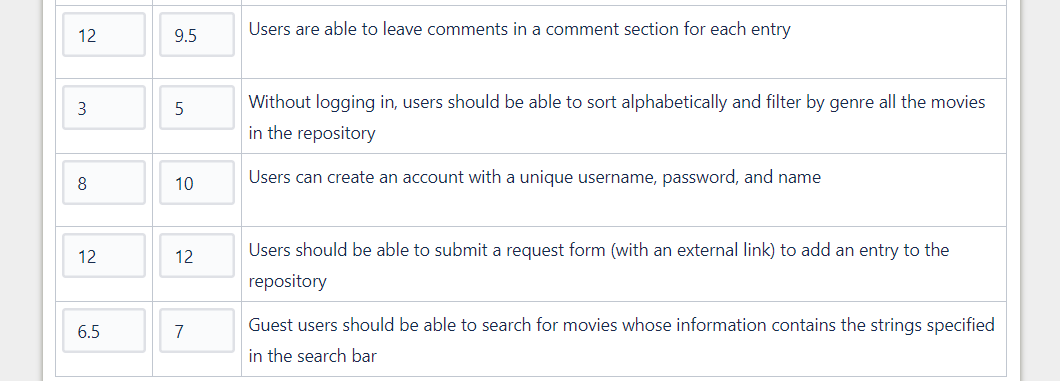 12 9.5 Users are able to leave comments in a comment section for each entry
3 5 Without logging in, users should be able to sort alphabetically and filter by genre all the movies
in the repository
8 10 Users can create an account with a unique username, password, and name
12 12 Users should be able to submit a request form (with an external link) to add an entry to the
repository
6.5 7 Guest users should be able to search for movies whose information contains the strings specified
in the search bar